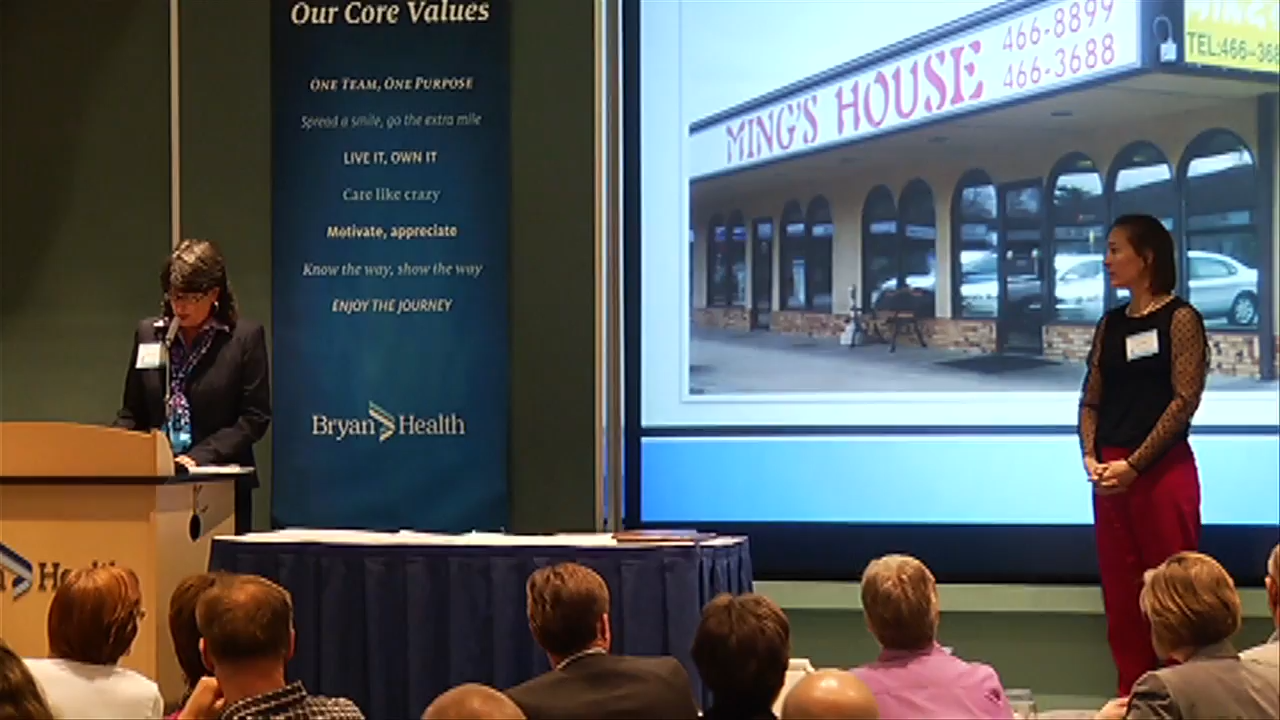 Our Core Values
ONE TEAM, ONE PURPOSE
Spread a smile, go the extra mile
LIVE IT, OWN IT
Care like crazy
Motivate, appreciate
Know the way, show the way
ENJOY THE JOURNEY
Bryan Health
MING'S HOUSE
466-8899
466-3688
TEL:466-368